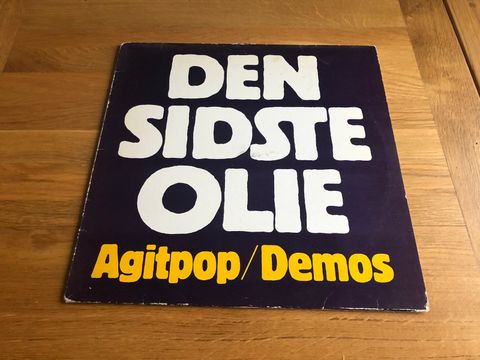 DEN
SIDSTE
OLIE
Agitpop/Demos